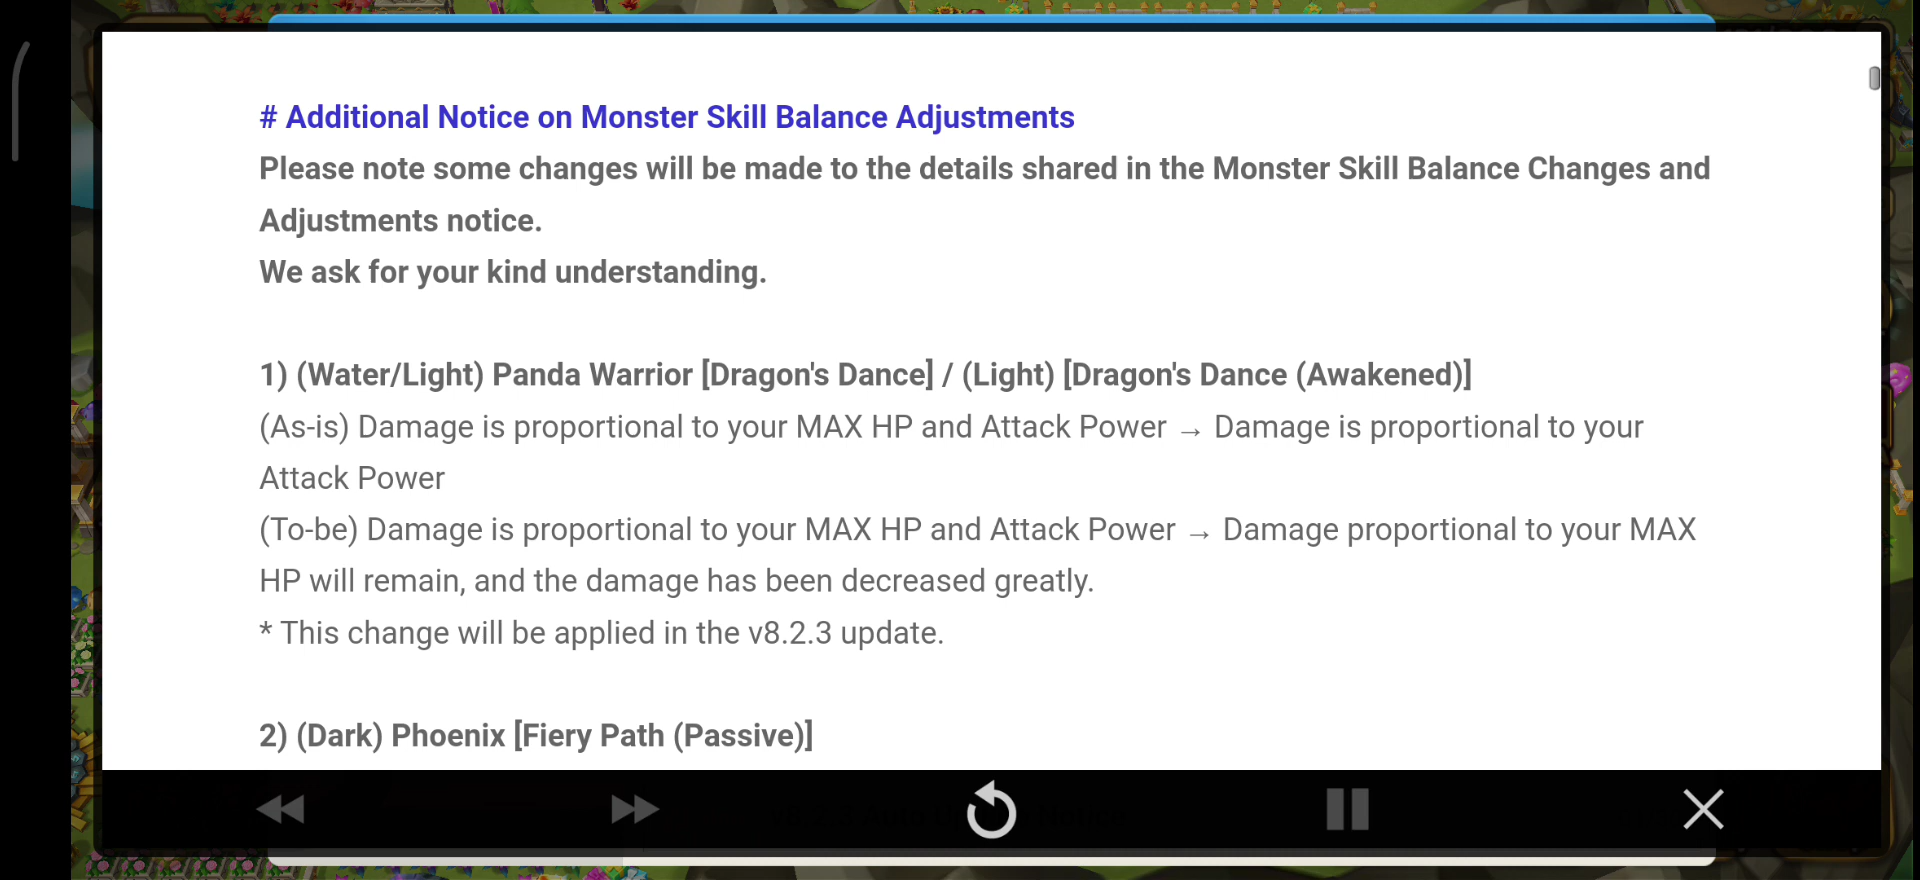 # Additional Notice on Monster Skill Balance Adjustments
Please note some changes will be made to the details shared in the Monster Skill Balance Changes and
Adjustments notice.
We ask for your kind understanding.
1) (Water/Light) Panda Warrior [Dragon's Dance] / (Light) [Dragon's Dance (Awakened)]
(As-is) Damage is proportional to your MAX HP and Attack Power → Damage is proportional to your
Attack Power
(To-be) Damage is proportional to your MAX HP and Attack Power → Damage proportional to your MAX
HP will remain, and the damage has been decreased greatly.
* This change will be applied in the v8.2.3 update.
2) (Dark) Phoenix [Fiery Path (Passive)]